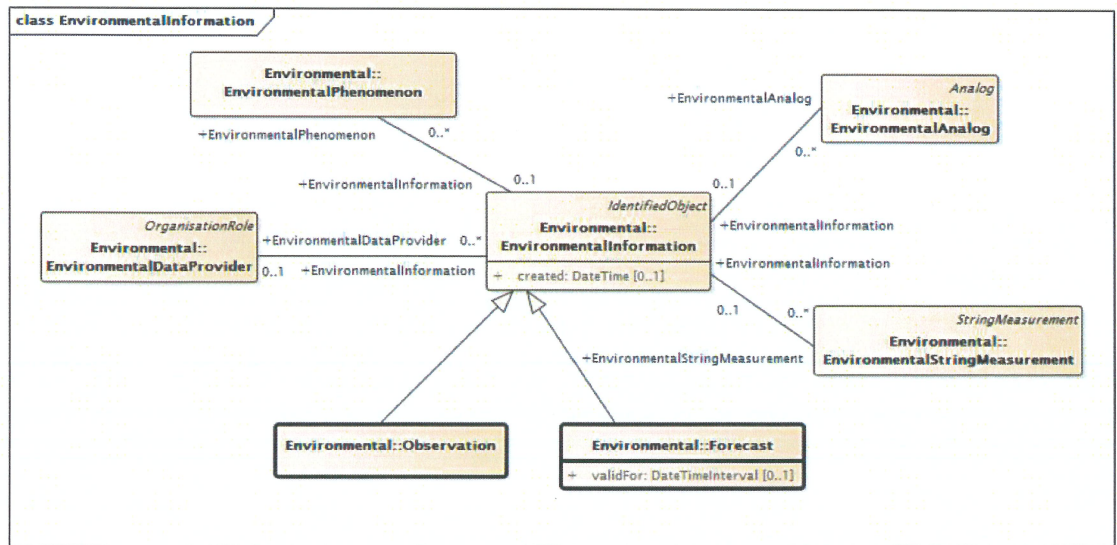 class EnvironmentalInformation
Environmental::
EnvironmentalPhenomenon
+EnvironmentalPhenomenon
0..*
+EnvironmentalInformation
0..1
Analog
Environmental::
EnvironmentalAnalog
+EnvironmentalAnalog
0..*
0..1
+EnvironmentalInformation
OrganisationRole
Environmental::
EnvironmentalDataProvider
+EnvironmentalDataProvider 0..*
0..1 +EnvironmentalInformation
IdentifiedObject
Environmental::
EnvironmentalInformation
+ created: DateTime [0..1]
+EnvironmentalInformation
0..1
0..*
StringMeasurement
Environmental::
EnvironmentalStringMeasurement
+EnvironmentalStringMeasurement
Environmental::Observation
Environmental::Forecast
+ validFor: DateTimeInterval [0..1]